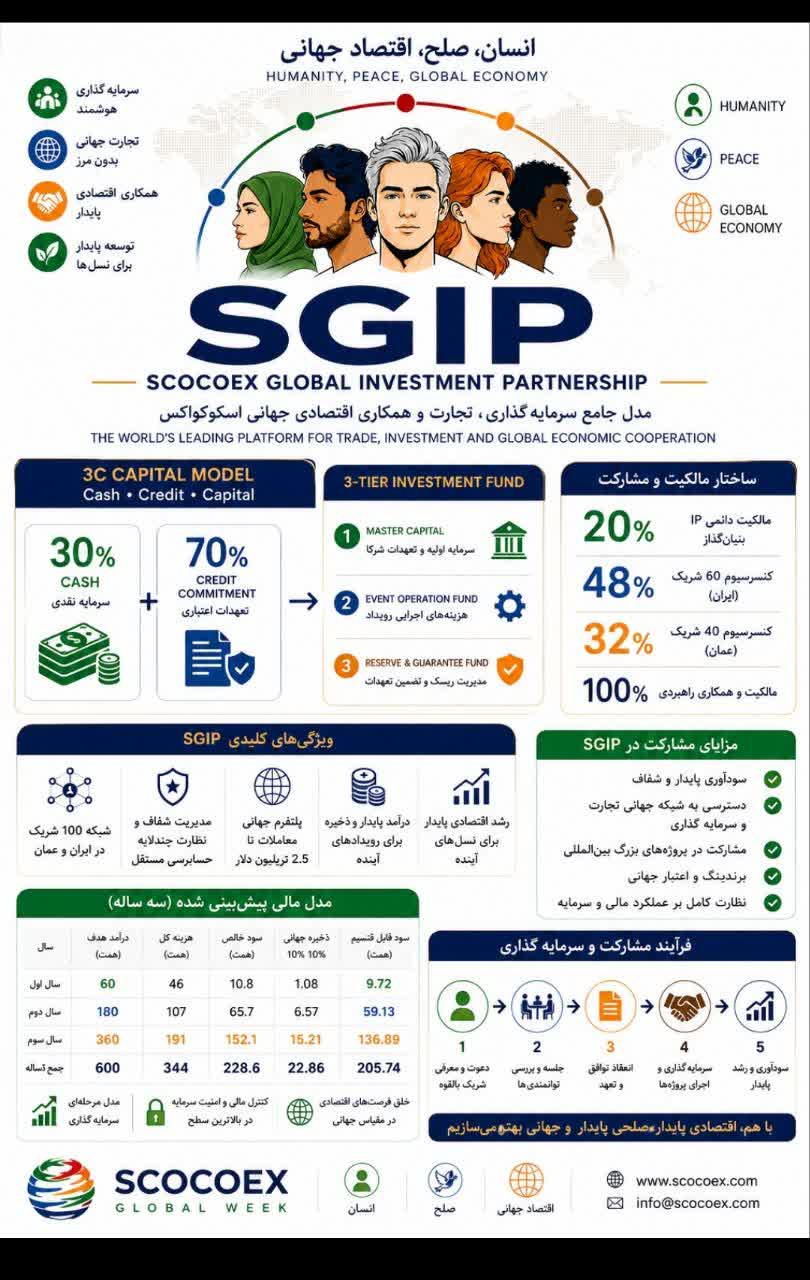 انسان، صلح، اقتصاد جهانی
HUMANITY, PEACE, GLOBAL ECONOMY
سرمایه گذاری
هوشمند
تجارت جهانی
بدون مرز
همکاری اقتصادی
پایدار
توسعه پایدار
برای نسل‌ها
HUMANITY
PEACE
GLOBAL
ECONOMY
SGIP
SCOCOEX GLOBAL INVESTMENT PARTNERSHIP
مدل جامع سرمایه گذاری، تجارت و همکاری اقتصادی جهانی اسکوکواکس
THE WORLD'S LEADING PLATFORM FOR TRADE, INVESTMENT AND GLOBAL ECONOMIC COOPERATION
3C CAPITAL MODEL
Cash • Credit • Capital
30%
CASH
سرمایه نقدی
+
70%
CREDIT
COMMITMENT
تعهدات اعتباری
3-TIER INVESTMENT FUND
1 MASTER CAPITAL
سرمایه اولیه و تعهدات شرکا
2 EVENT OPERATION FUND
هزینه‌های اجرایی رویداد
3 RESERVE & GUARANTEE FUND
مدیریت ریسک و تضمین تعهدات
ساختار مالکیت و مشارکت
20% مالکیت دائمی IP
بنیان‌گذار
48% کنسرسیوم 60 شریک
(ایران)
32% کنسرسیوم 40 شریک
(عمان)
100% مالکیت و همکاری راهبردی
ویژگی‌های کلیدی SGIP
رشد اقتصادی پایدار
برای نسل‌های
آینده
درآمد پایدار و ذخیره
برای رویدادهای
آینده
پلتفرم جهانی
معاملات تا
2.5 تریلیون دلار
مدیریت شفاف و
نظارت چندلایه
حسابرسی مستقل
شبکه 100 شریک
در ایران و عمان
مزایای مشارکت در SGIP
سودآوری پایدار و شفاف
دسترسی به شبکه جهانی تجارت
و سرمایه گذاری
مشارکت در پروژه‌های بزرگ بین‌المللی
برندینگ و اعتبار جهانی
نظارت کامل بر عملکرد مالی و سرمایه
مدل مالی پیش‌بینی شده (سه ساله)
سال
درآمد هدف
(همت)
هزینه کل
(همت)
سود خالص
(همت)
ذخیره جهانی
10% 10%
سود قابل قتسیم
(همت)
سال اول 60 46 10.8 1.08 9.72
سال دوم 180 107 65.7 6.57 59.13
سال سوم 360 191 152.1 15.21 136.89
جمع 600 344 228.6 22.86 205.74
مدل مرحله‌ای
سرمایه گذاری
کنترل مالی و امنیت سرمایه
در بالاترین سطح
خلق فرصت‌های اقتصادی
در مقیاس جهانی
فرآیند مشارکت و سرمایه گذاری
1
دعوت و معرفی
شریک بالقوه
2
جلسه و بررسی
توانمندی‌ها
3
انعقاد توافق
و تعهد
4
سرمایه گذاری و
اجرای پروژه‌ها
5
سودآوری و رشد
پایدار
با هم، اقتصادی پایدار، صلحی پایدار و جهانی
SCOCOEX
GLOBAL WEEK
انسان
صلح
اقتصاد جهانی
www.scocoex.com
info@scocoex.com